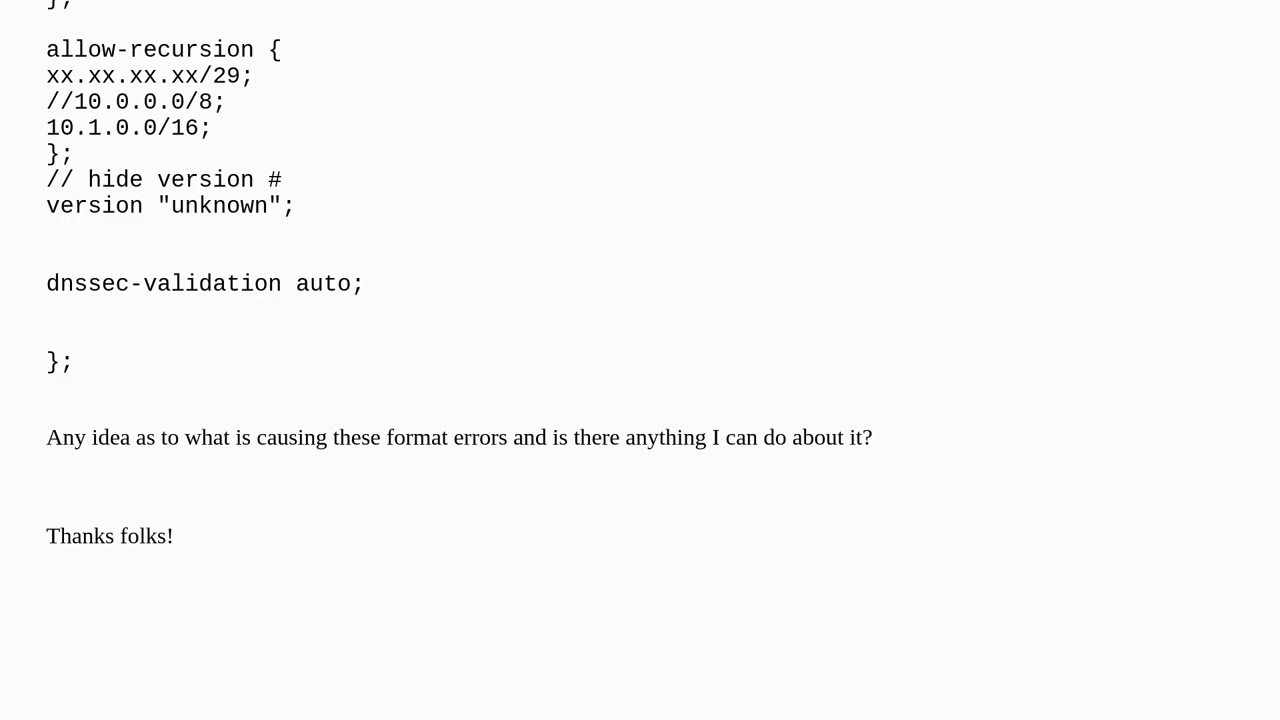 };
allow-recursion {
xx.xx.xx.xx/29;
//10.0.0.0/8;
10.1.0.0/16;
};
// hide version #
version "unknown";
dnssec-validation auto;
};
Any idea as to what is causing these format errors and is there anything I can do about it?
Thanks folks!